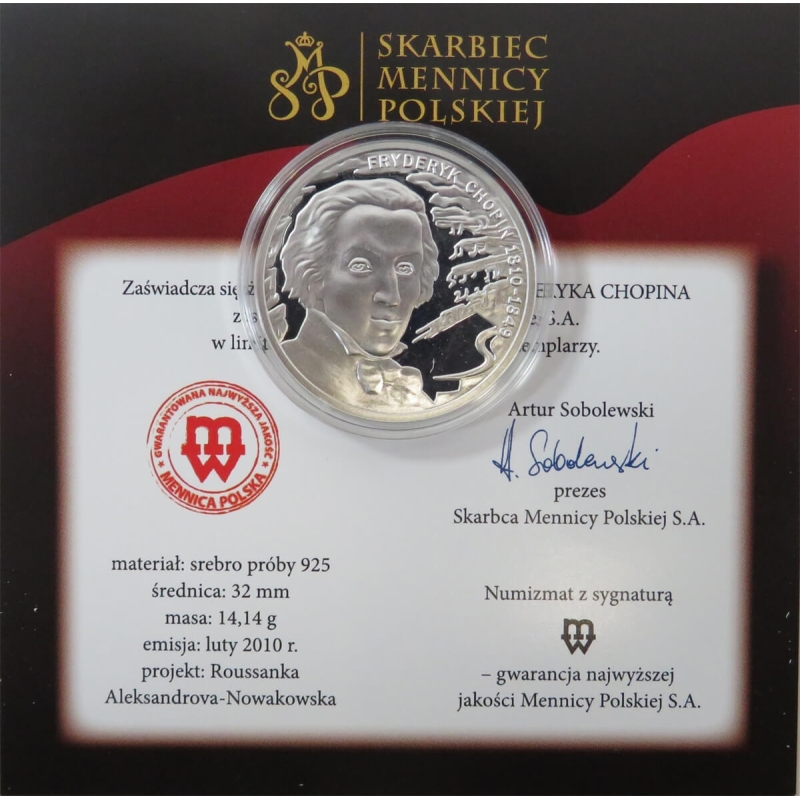 SKARBIEC
MENNICY
POLSKIEJ
FRYDERYK CHOPIN 1810-1849
Zaświadcza się
CHOPINA
z
S.A.
w
Artur Sobolewski
A. Sobolewski
prezes
Skarbca Mennicy Polskiej S.A.
GWARANTOWANA NAJWYŻSZA JAKOŚĆ
MENNICA POLSKA
materiał: srebro próby 925
średnica: 32 mm
masa: 14,14 g
emisja: luty 2010 r.
projekt: Roussanka
Aleksandrova-Nowakowska
Numizmat z sygnaturą
– gwarancja najwyższej
jakości Mennicy Polskiej S.A.